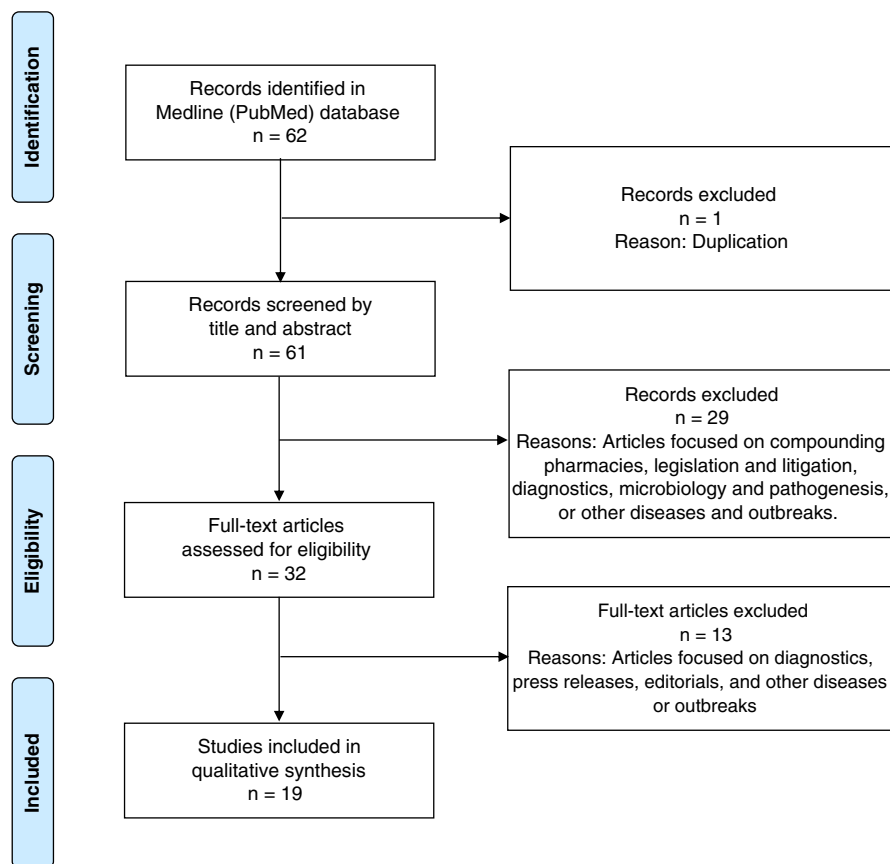 Identification
Records identified in
Medline (PubMed) database
n = 62
Records excluded
n = 1
Reason: Duplication
Screening
Records screened by
title and abstract
n = 61
Records excluded
n = 29
Reasons: Articles focused on compounding
pharmacies, legislation and litigation,
diagnostics, microbiology and pathogenesis,
or other diseases and outbreaks.
Eligibility
Full-text articles
assessed for eligibility
n = 32
Full-text articles excluded
n = 13
Reasons: Articles focused on diagnostics,
press releases, editorials, and other diseases
or outbreaks
Included
Studies included in
qualitative synthesis
n = 19